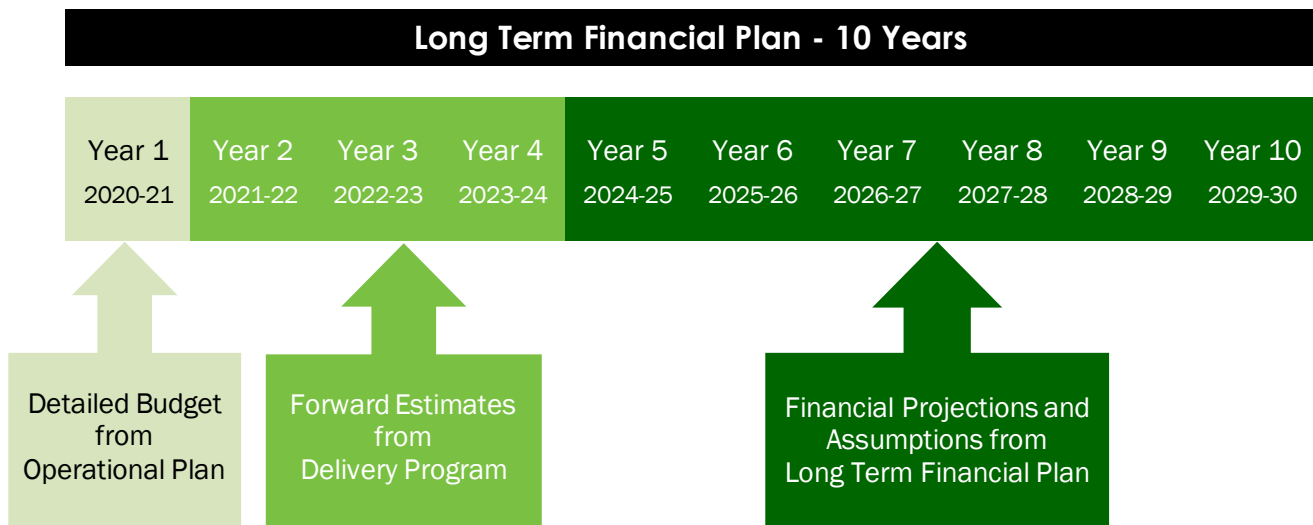 Long Term Financial Plan - 10 Years
Year 1 Year 2 Year 3 Year 4 Year 5 Year 6 Year 7 Year 8 Year 9 Year 10
2020-21 2021-22 2022-23 2023-24 2024-25 2025-26 2026-27 2027-28 2028-29 2029-30
Detailed Budget
from
Operational Plan
Forward Estimates
from
Delivery Program
Financial Projections and
Assumptions from
Long Term Financial Plan